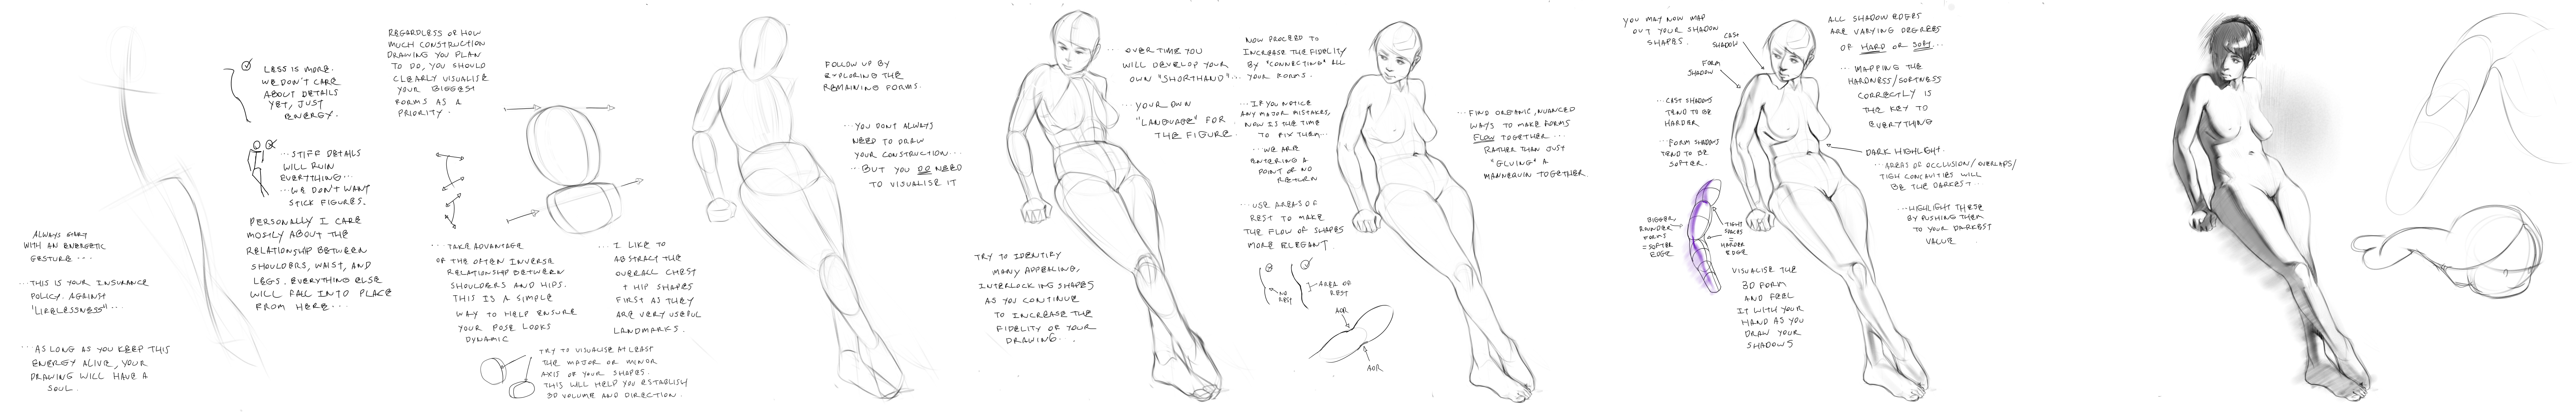 ALWAYS START
WITH AN ENERGETIC
GESTURE...
...THIS IS YOUR INSURANCE
POLICY AGAINST
"LIFELESSNESS"...
...AS LONG AS YOU KEEP THIS
ENERGY ALIVE, YOUR
DRAWING WILL HAVE A
SOUL.
LESS IS MORE.
WE DON'T CARE
ABOUT DETAILS
YET, JUST
ENERGY.
...STIFF DETAILS
WILL RUIN
EVERYTHING...
...WE DON'T WANT
STICK FIGURES.
PERSONALLY I CARE
MOSTLY ABOUT THE
RELATIONSHIP BETWEEN
SHOULDERS, WAIST, AND
LEGS. EVERYTHING ELSE
WILL FALL INTO PLACE
FROM HERE...
REGARDLESS OF HOW
MUCH CONSTRUCTION
DRAWING YOU PLAN
TO DO, YOU SHOULD
CLEARLY VISUALISE
YOUR BIGGEST
FORMS AS A
PRIORITY.
...TAKE ADVANTAGE
OF THE OFTEN INVERSE
RELATIONSHIP BETWEEN
SHOULDERS AND HIPS.
THIS IS A SIMPLE
WAY TO HELP ENSURE
YOUR POSE LOOKS
DYNAMIC
...I LIKE TO
ABSTRACT THE
OVERALL CHEST
+ HIP SHAPES
FIRST AS THEY
ARE VERY USEFUL
LANDMARKS.
TRY TO VISUALISE AT LEAST
THE MAJOR OR MINOR
AXIS OF YOUR SHAPES.
THIS WILL HELP YOU ESTABLISH
3D VOLUME AND DIRECTION.
FOLLOW UP BY
EXPLORING THE
REMAINING FORMS.
...YOU DON'T ALWAYS
NEED TO DRAW
YOUR CONSTRUCTION...
...BUT YOU DO NEED
TO VISUALISE IT
TRY TO IDENTIFY
MANY APPEALING,
INTERLOCKING SHAPES
AS YOU CONTINUE
TO INCREASE THE
FIDELITY OF YOUR
DRAWING...
...OVER TIME YOU
WILL DEVELOP YOUR
OWN "SHORTHAND"...
...YOUR OWN
"LANGUAGE" FOR
THE FIGURE.
NOW PROCEED TO
INCREASE THE FIDELITY
BY "CONNECTING" ALL
YOUR FORMS.
...IF YOU NOTICE
ANY MAJOR MISTAKES,
NOW IS THE TIME
TO FIX THEM...
...WE ARE
ENTERING A
POINT OF NO
RETURN
...USE AREAS OF
REST TO MAKE
THE FLOW OF SHAPES
MORE ELEGANT.
NO
REST
AREA OF
REST
AOR
AOR
...FIND ORGANIC, NUANCED
WAYS TO MAKE FORMS
FLOW TOGETHER...
RATHER THAN JUST
"GLUING" A
MANNEQUIN TOGETHER
YOU MAY NOW MAP
OUT YOUR SHADOW
SHAPES.
CAST
SHADOW
FORM
SHADOW
...CAST SHADOWS
TEND TO BE
HARDER
...FORM SHADOWS
TEND TO BE
SOFTER.
BIGGER
ROUNDER
FORMS
=SOFTER
EDGE
TIGHT
SPACES
=
HARDER
EDGE
VISUALISE THE
3D FORM
AND FEEL
IT WITH YOUR
HAND AS YOU
DRAW YOUR
SHADOWS
ALL SHADOW EDGES
ARE VARYING DEGREES
OF HARD OR SOFT...
...MAPPING THE
HARDNESS/SOFTNESS
CORRECTLY IS
THE KEY TO
EVERYTHING
DARK HIGHLIGHT.
...AREAS OF OCCLUSION/OVERLAPS/
TIGH CONCAVITIES WILL
BE THE DARKEST...
...HIGHLIGHT THESE
BY PUSHING THEM
TO YOUR DARKEST
VALUE